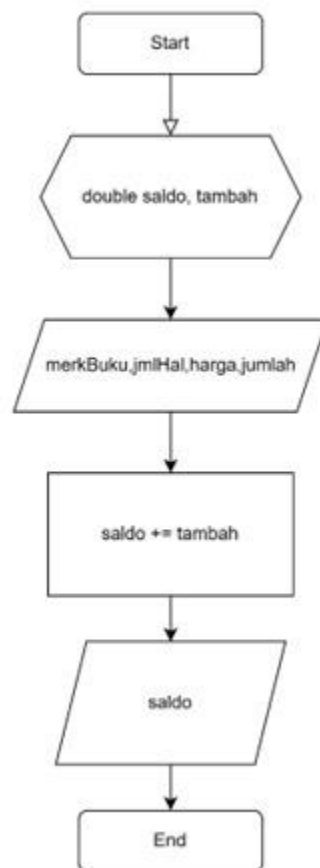 Start
double saldo, tambah
merkBuku,jmlHal,harga,jumlah
saldo += tambah
saldo
End